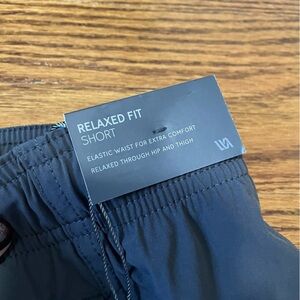 RELAXED FIT
SHORT
ELASTIC WAIST FOR EXTRA COMFORT
RELAXED THROUGH HIP AND THIGH